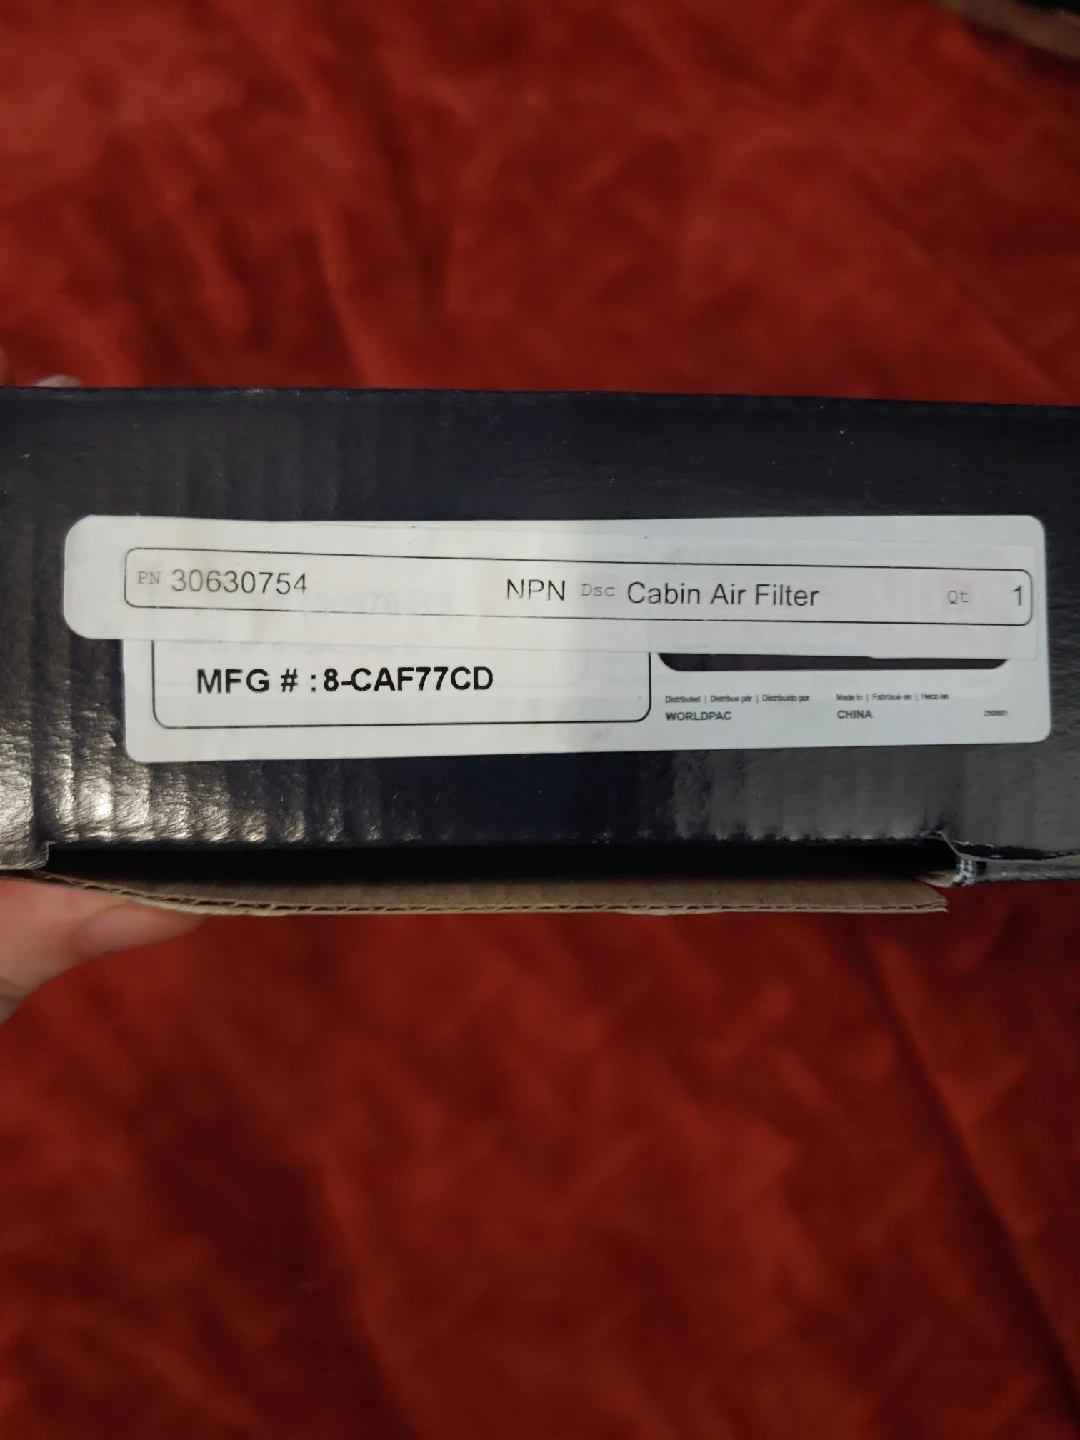 PN 30630754 NPN Dsc Cabin Air Filter Qt 1
MFG # : 8-CAF77CD
Distributed | Distribué par | Distribuido por
WORLDPAC
Made in | Fabriqué en | Hecho en
CHINA